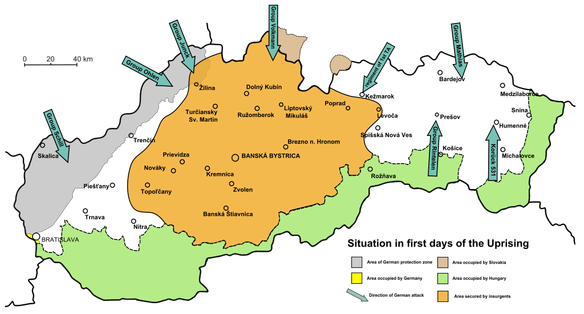 0 20 40 km
Group Ohlen
Group Junck
Group Volkmann
Regiment of 1st TA
Group Mathias
Group Schill
Group Rintelen
Korück 531
Žilina
Dolný Kubín
Turčiansky
Sv. Martin
Ružomberok
Liptovský
Mikuláš
Poprad
Kežmarok
Levoča
Spišská Nová Ves
Bardejov
Medzilaborce
Snina
Prešov
Humenné
Košice
Michalovce
Rožňava
Skalica
Trenčín
Prievidza
Nováky
Brezno n. Hronom
BANSKÁ BYSTRICA
Piešťany
Topoľčany
Kremnica
Zvolen
Banská Štiavnica
Trnava
Nitra
BRATISLAVA
Situation in first days of the Uprising
Area of German protection zone
Area occupied by Slovakia
Area occupied by Germany
Area occupied by Hungary
Direction of German attack
Area secured by insurgents